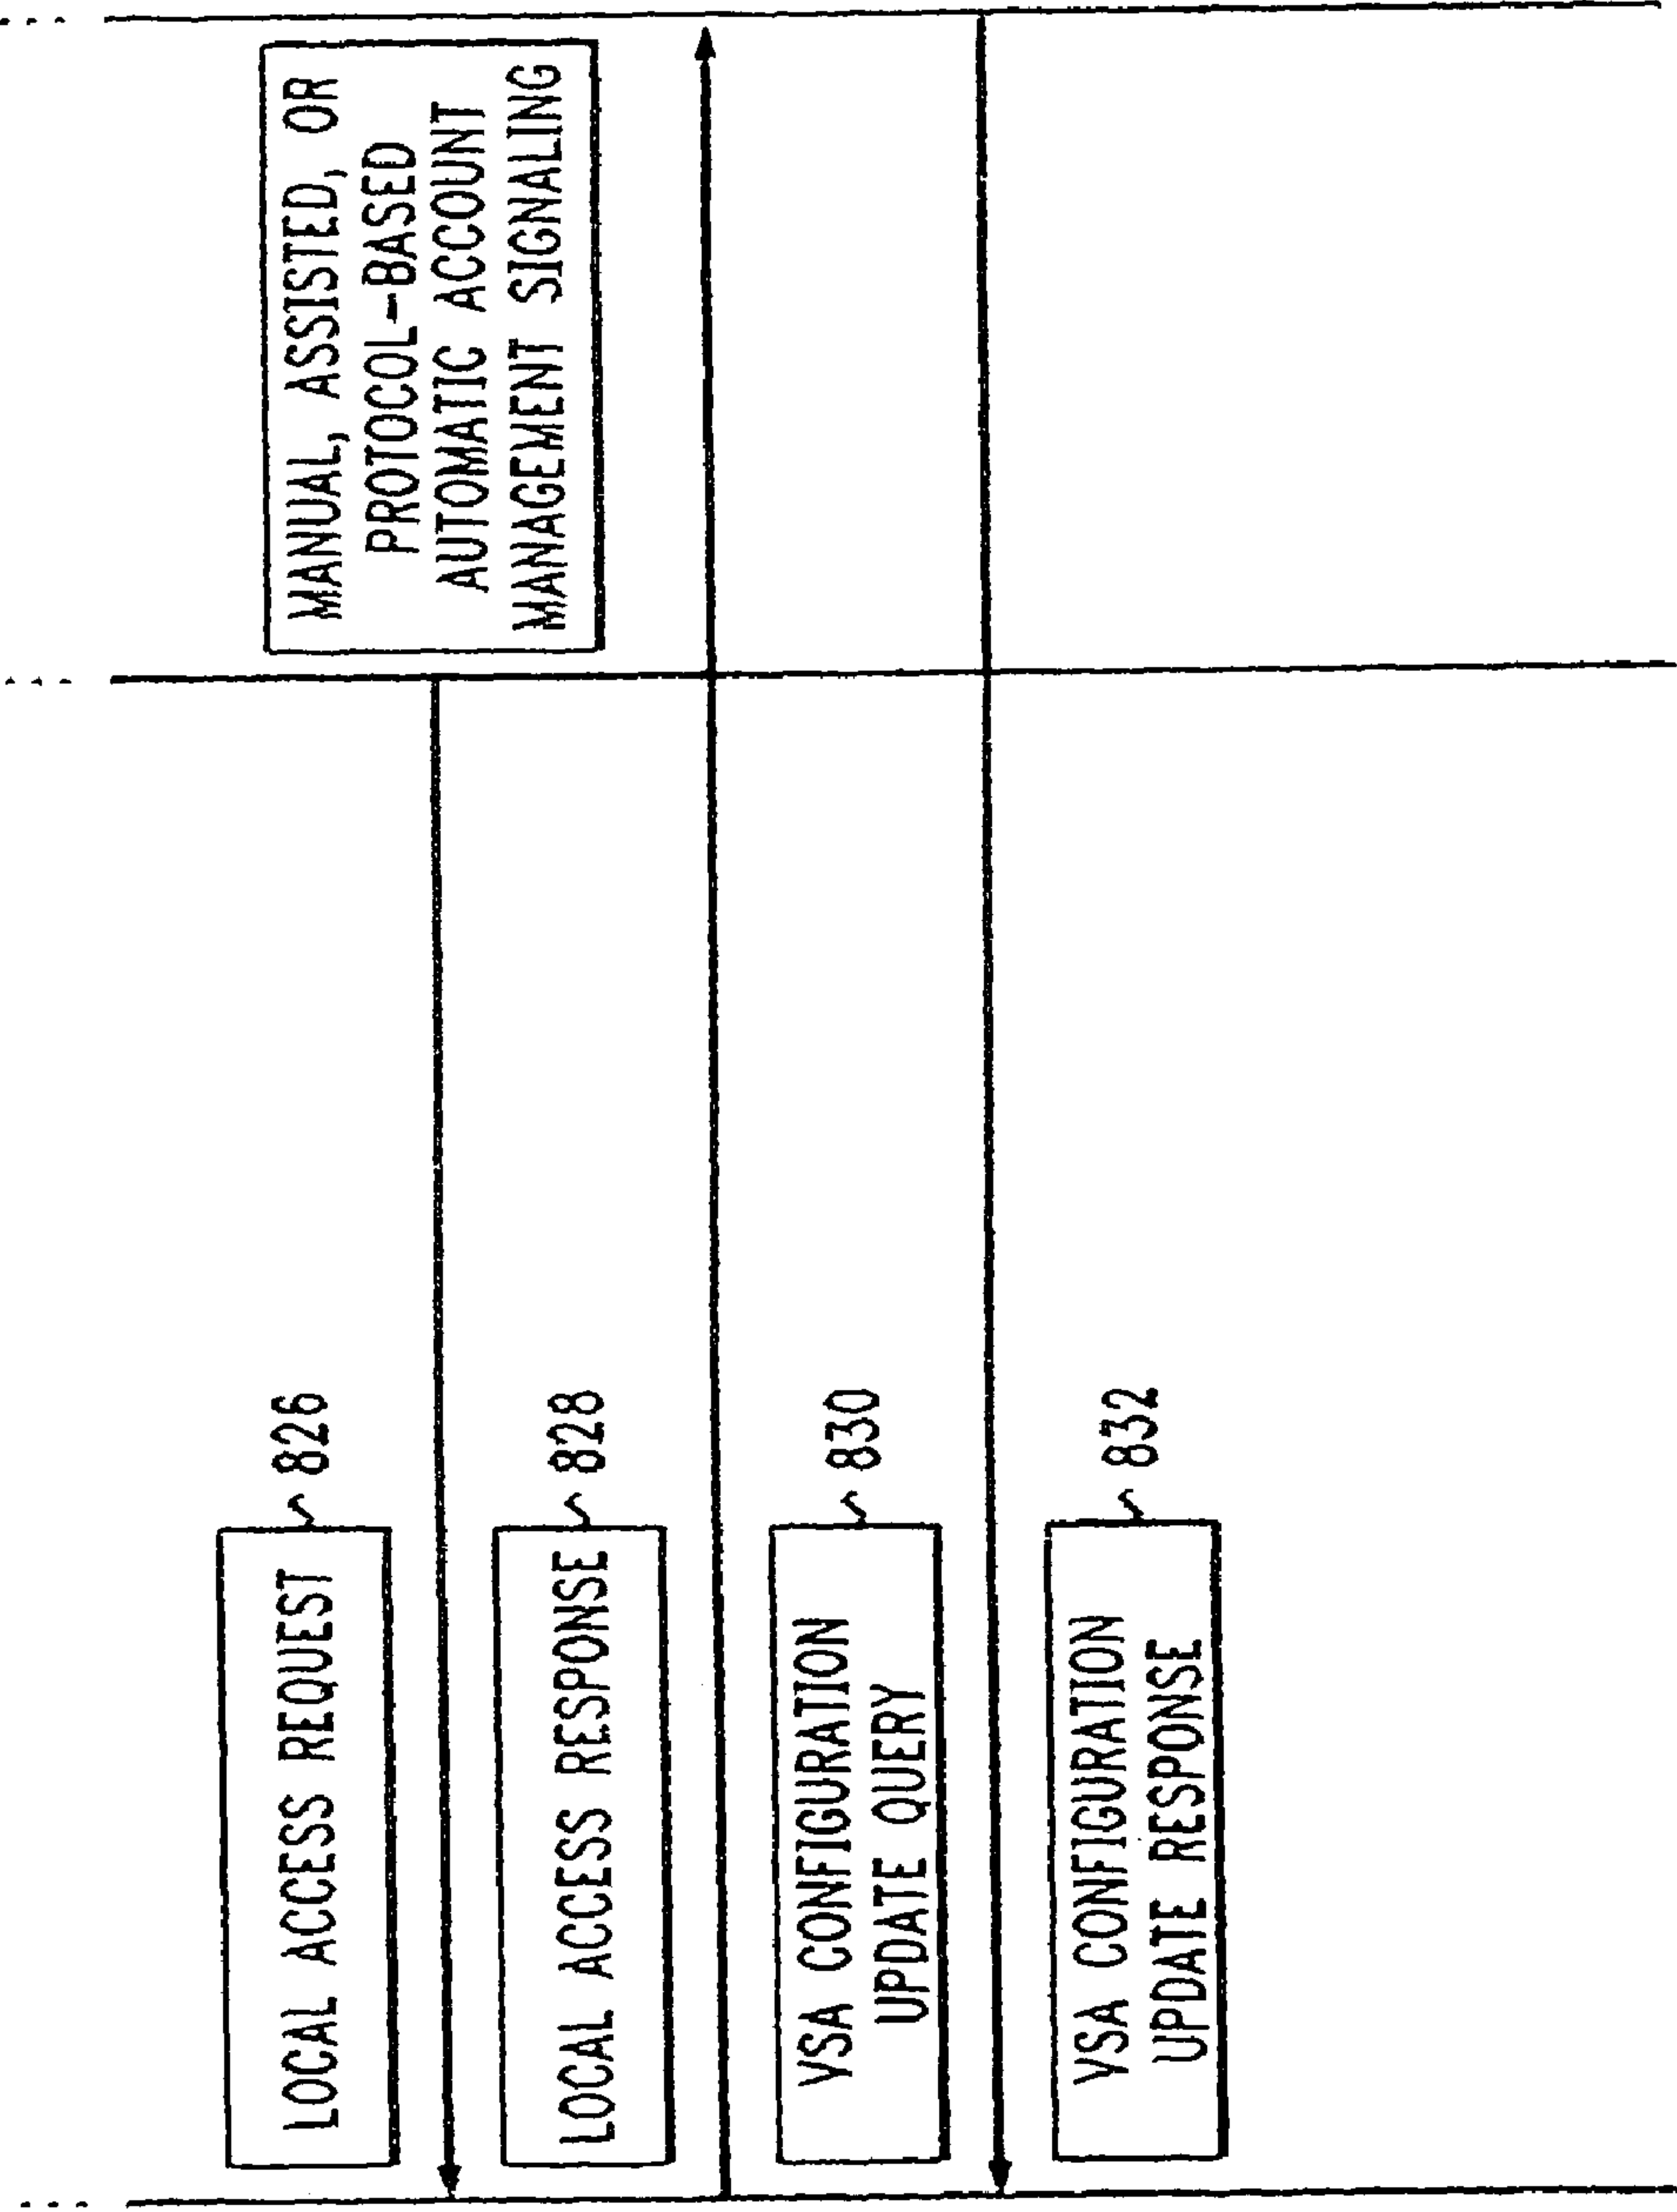 LOCAL ACCESS REQUEST
826
MANUAL, ASSISTED, OR
PROTOCOL-BASED
AUTOMATIC ACCOUNT
MANAGEMENT SIGNALING
LOCAL ACCESS RESPONSE
828
VSA CONFIGURATION
UPDATE QUERY
830
VSA CONFIGURATION
UPDATE RESPONSE
832